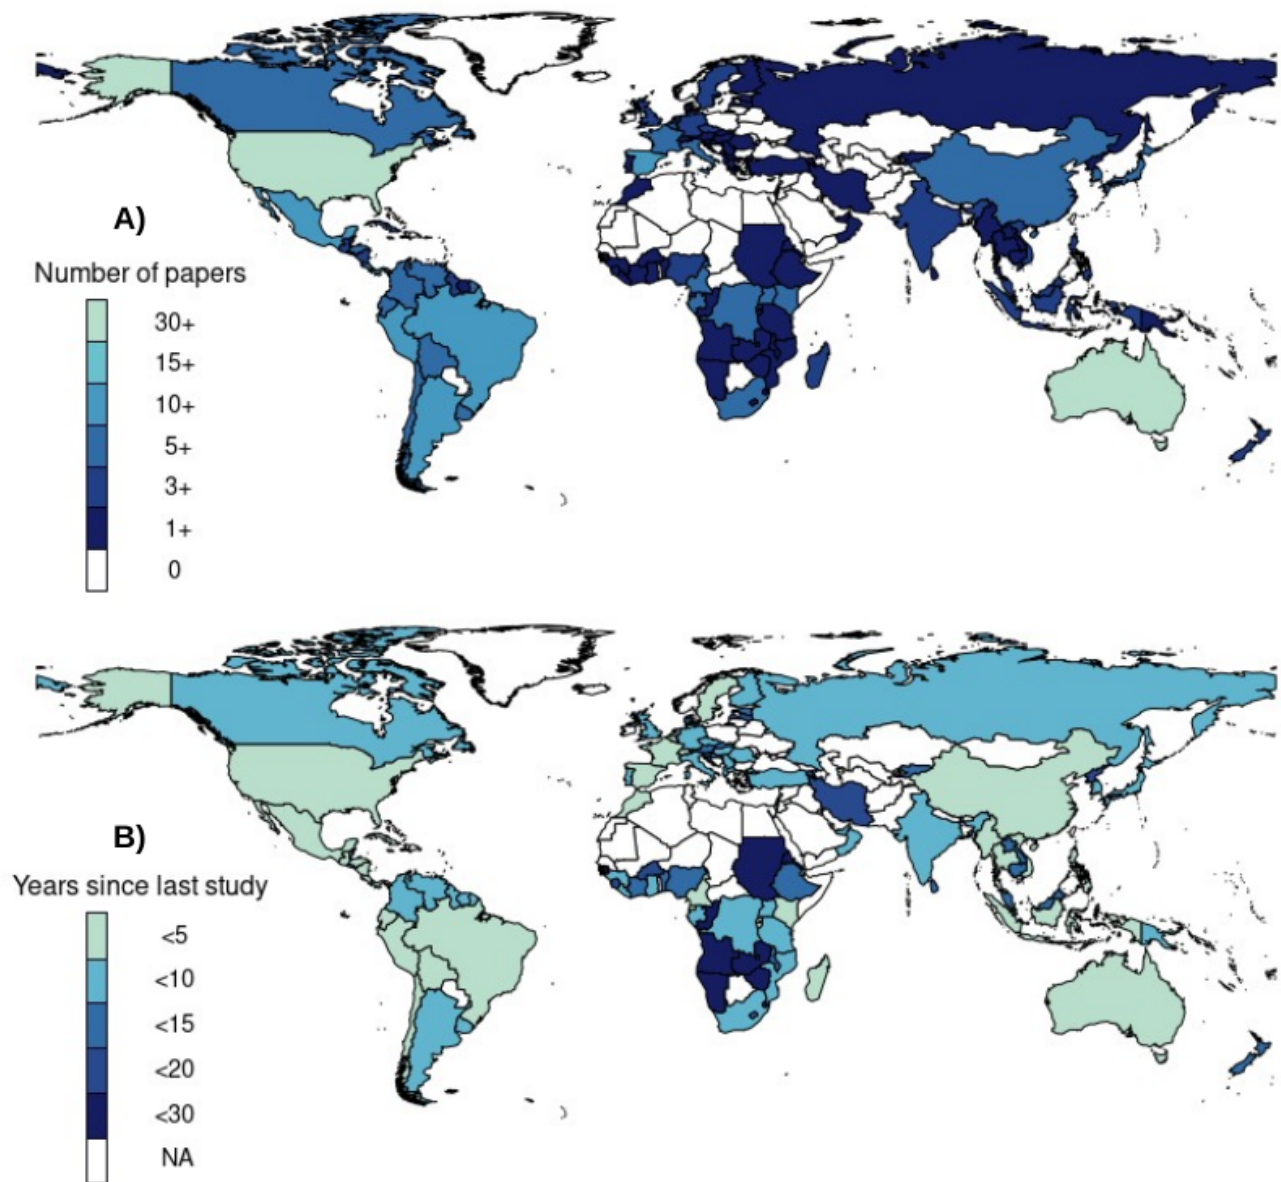 A)
Number of papers
30+
15+
10+
5+
3+
1+
0
B)
Years since last study
<5
<10
<15
<20
<30
NA